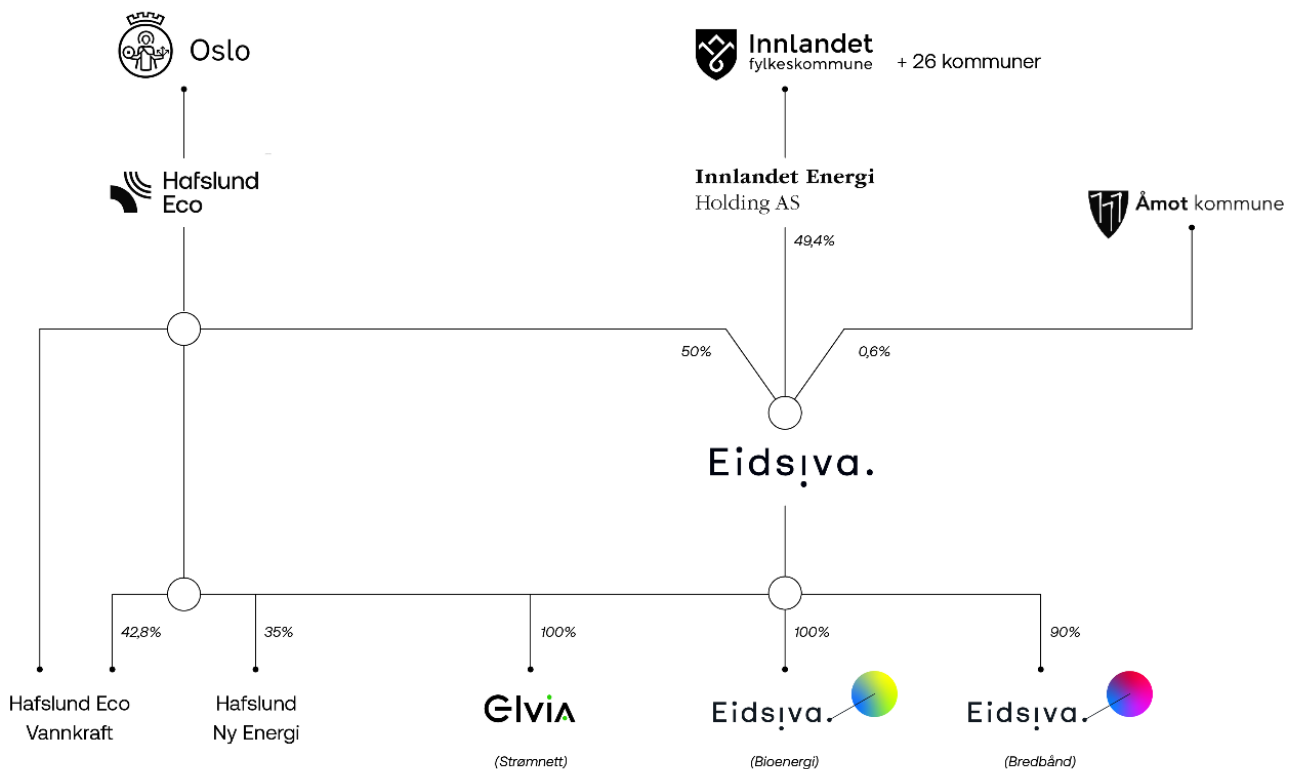 Oslo
Innlandet
fylkeskommune
+ 26 kommuner
Hafslund
Eco
Innlandet Energi
Holding AS
Åmot kommune
49,4%
50%
0,6%
Eidsiva.
42,8%
35%
100%
100%
90%
Hafslund Eco
Vannkraft
Hafslund
Ny Energi
Elvia
Eidsiva.
Eidsiva.
(Strømnett)
(Bioenergi)
(Bredbånd)